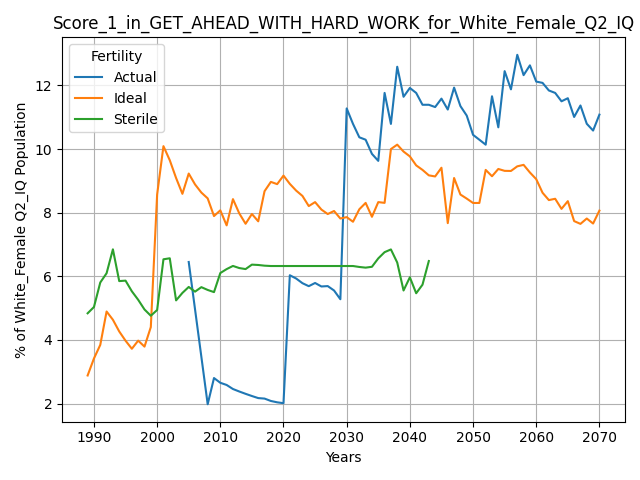 Score_1_in_GET_AHEAD_WITH_HARD_WORK_for_White_Female_Q2_IQ
Fertility
Actual
Ideal
Sterile
% of White_Female Q2_IQ Population
12
10
8
6
4
2
1990 2000 2010 2020 2030 2040 2050 2060 2070
Years